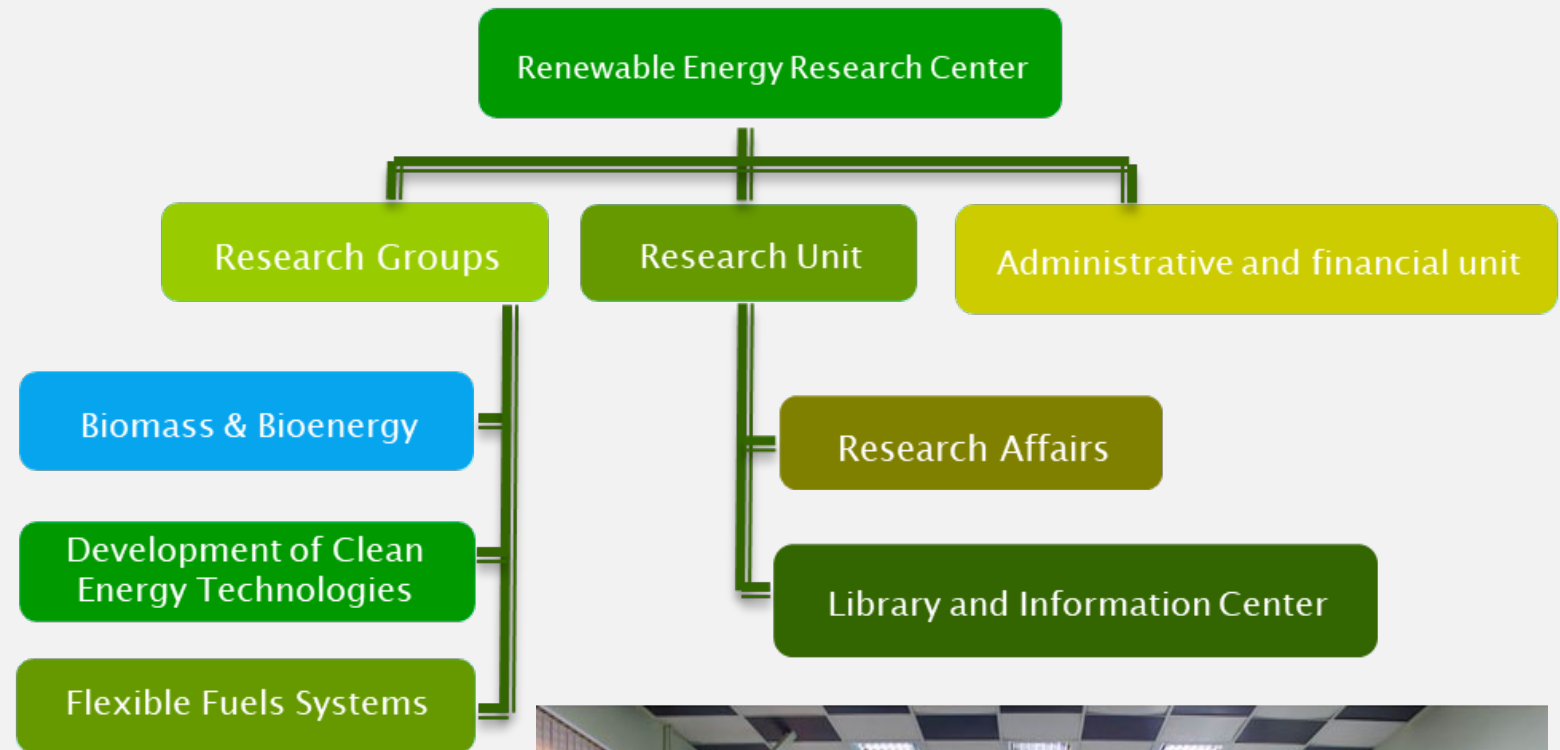 Renewable Energy Research Center
Research Groups
Research Unit
Administrative and financial unit
Biomass & Bioenergy
Research Affairs
Development of Clean
Energy Technologies
Library and Information Center
Flexible Fuels Systems